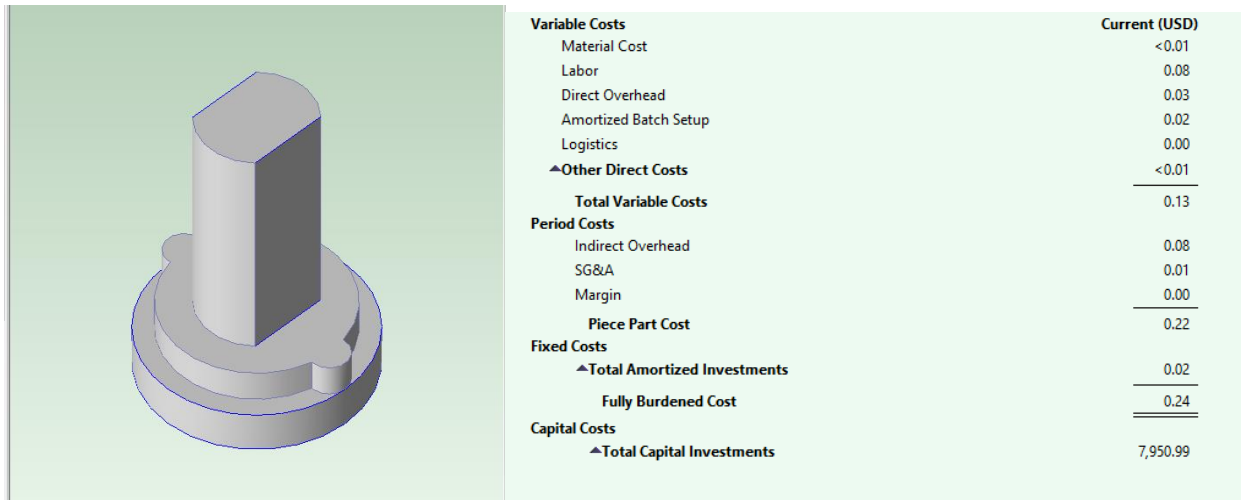 Variable Costs Current (USD)
Material Cost <0.01
Labor 0.08
Direct Overhead 0.03
Amortized Batch Setup 0.02
Logistics 0.00
Other Direct Costs <0.01
Total Variable Costs 0.13
Period Costs
Indirect Overhead 0.08
SG&A 0.01
Margin 0.00
Piece Part Cost 0.22
Fixed Costs
Total Amortized Investments 0.02
Fully Burdened Cost 0.24
Capital Costs
Total Capital Investments 7,950.99